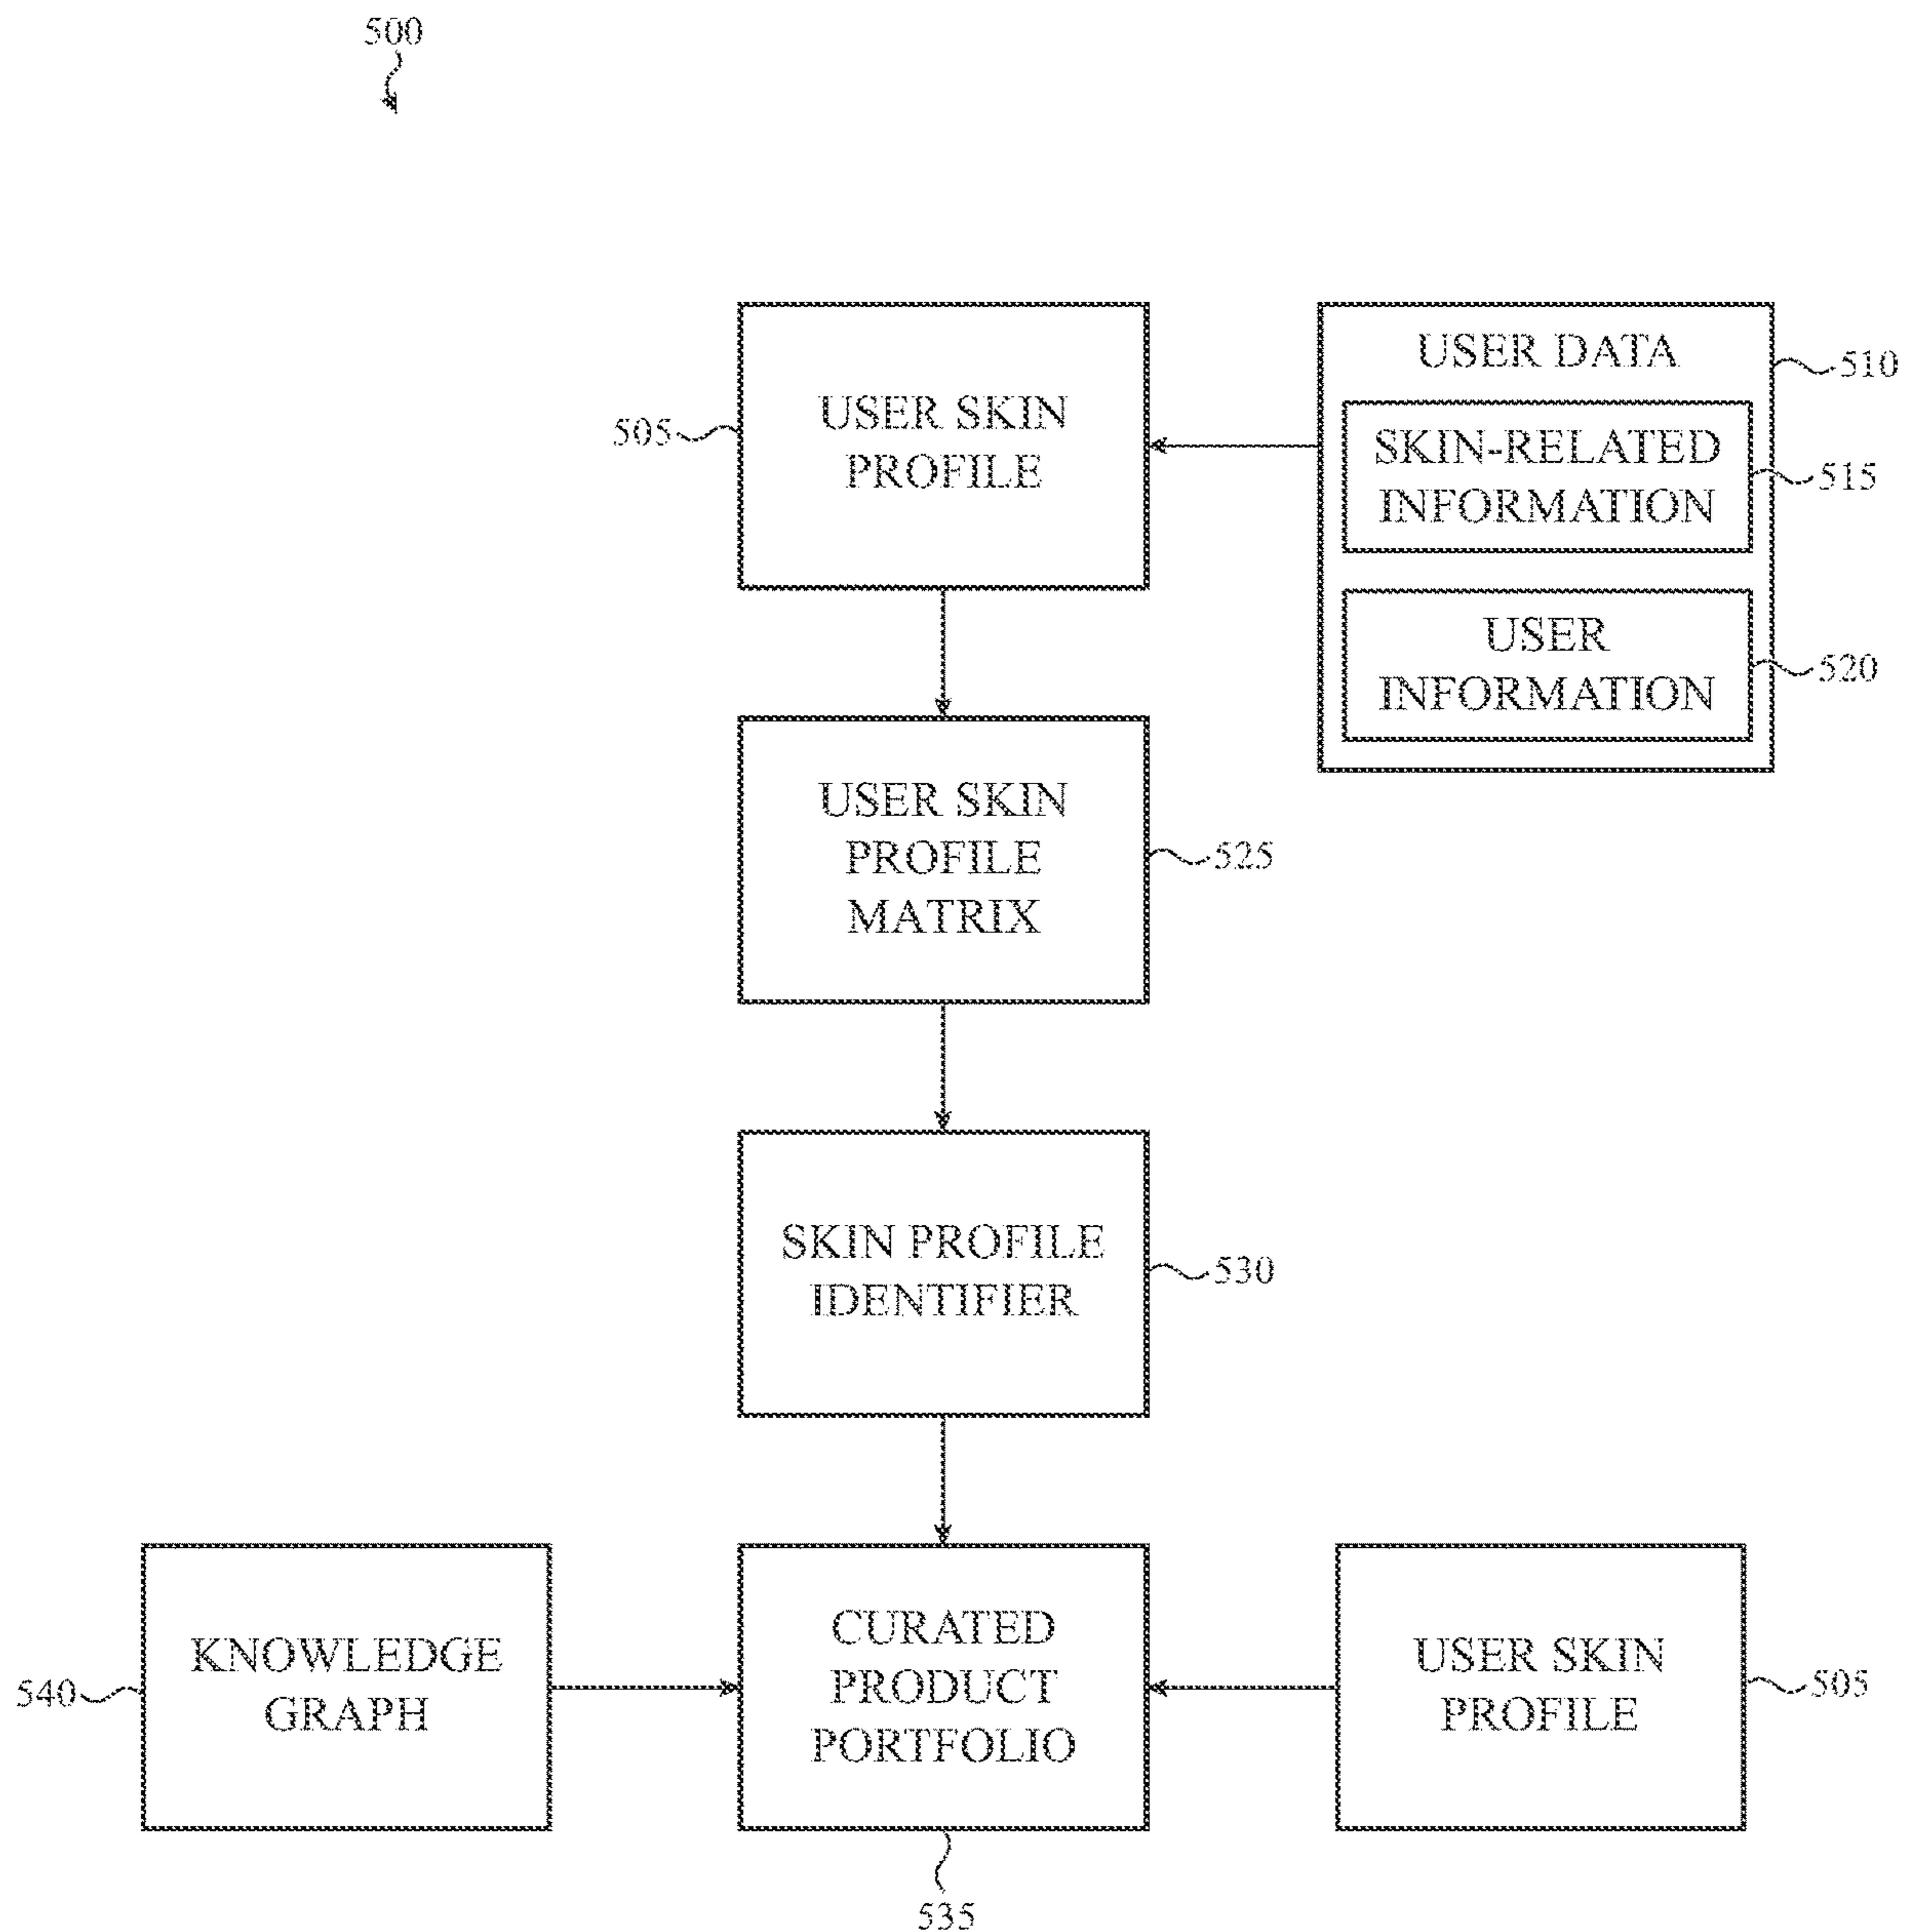 500
USER SKIN
PROFILE
505
USER DATA
510
SKIN-RELATED
INFORMATION
515
USER
INFORMATION
520
USER SKIN
PROFILE
MATRIX
525
SKIN PROFILE
IDENTIFIER
530
KNOWLEDGE
GRAPH
540
CURATED
PRODUCT
PORTFOLIO
535
USER SKIN
PROFILE
505